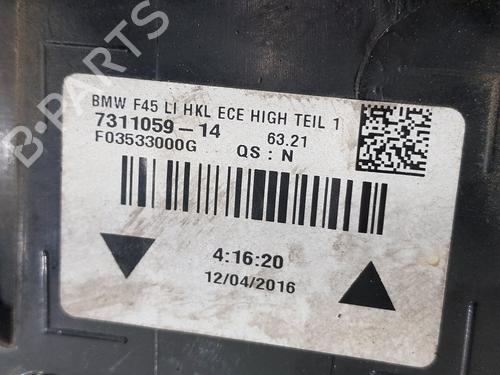 BMW F45 LI HKL ECE HIGH TEIL 1
7311059-14 63.21
F03533000G QS : N
4:16:20
12/04/2016
B-PARTS